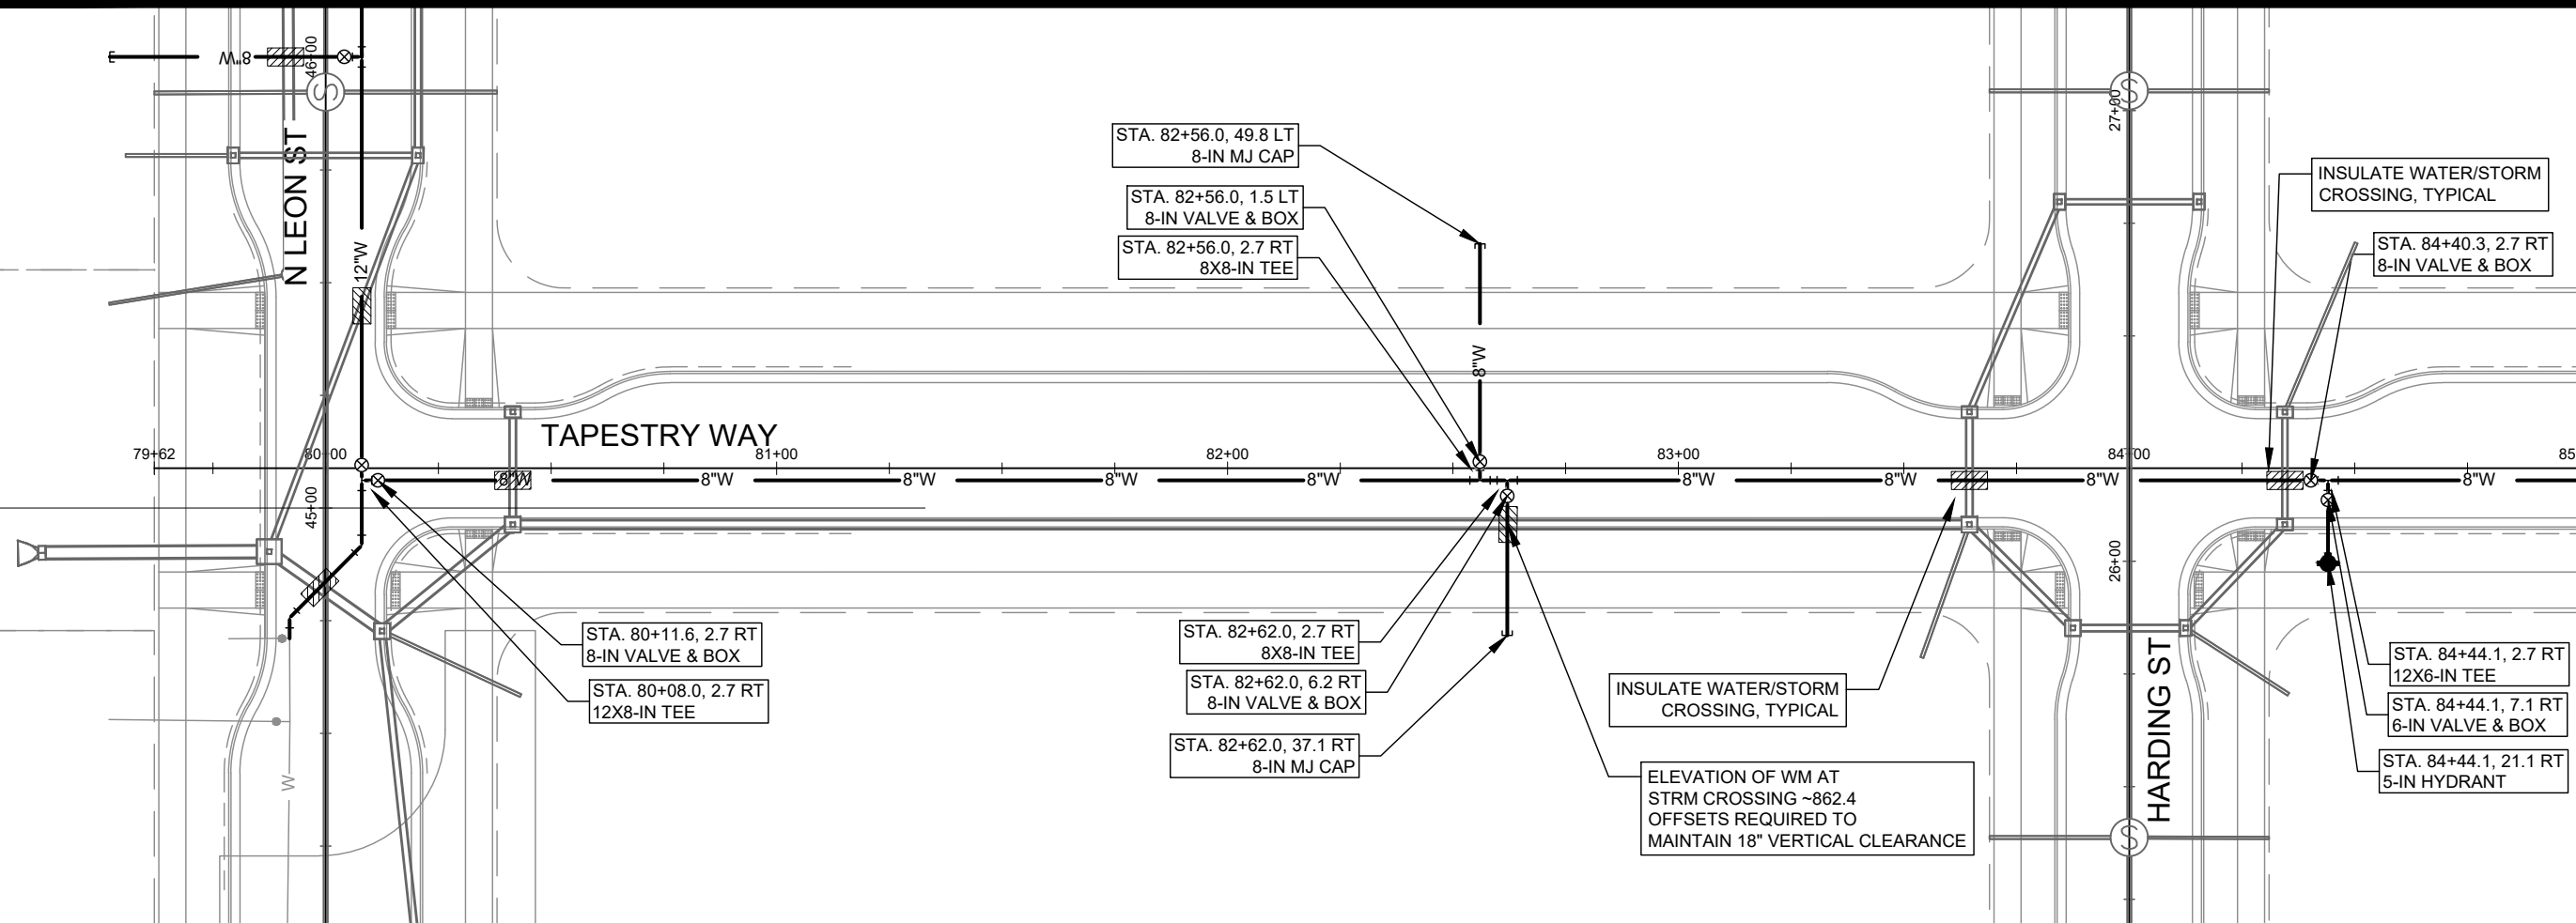 8"W
46+00
S
N LEON ST
12"W
STA. 82+56.0, 49.8 LT
8-IN MJ CAP
STA. 82+56.0, 1.5 LT
8-IN VALVE & BOX
STA. 82+56.0, 2.7 RT
8X8-IN TEE
8"W
27+00
S
INSULATE WATER/STORM
CROSSING, TYPICAL
STA. 84+40.3, 2.7 RT
8-IN VALVE & BOX
TAPESTRY WAY
79+62
80+00
81+00
82+00
83+00
84+00
85
8"W
8"W
8"W
8"W
8"W
8"W
8"W
8"W
8"W
45+00
26+00
STA. 80+11.6, 2.7 RT
8-IN VALVE & BOX
STA. 80+08.0, 2.7 RT
12X8-IN TEE
STA. 82+62.0, 2.7 RT
8X8-IN TEE
STA. 82+62.0, 6.2 RT
8-IN VALVE & BOX
STA. 82+62.0, 37.1 RT
8-IN MJ CAP
INSULATE WATER/STORM
CROSSING, TYPICAL
ELEVATION OF WM AT
STRM CROSSING ~862.4
OFFSETS REQUIRED TO
MAINTAIN 18" VERTICAL CLEARANCE
HARDING ST
STA. 84+44.1, 2.7 RT
12X6-IN TEE
STA. 84+44.1, 7.1 RT
6-IN VALVE & BOX
STA. 84+44.1, 21.1 RT
5-IN HYDRANT
W
S